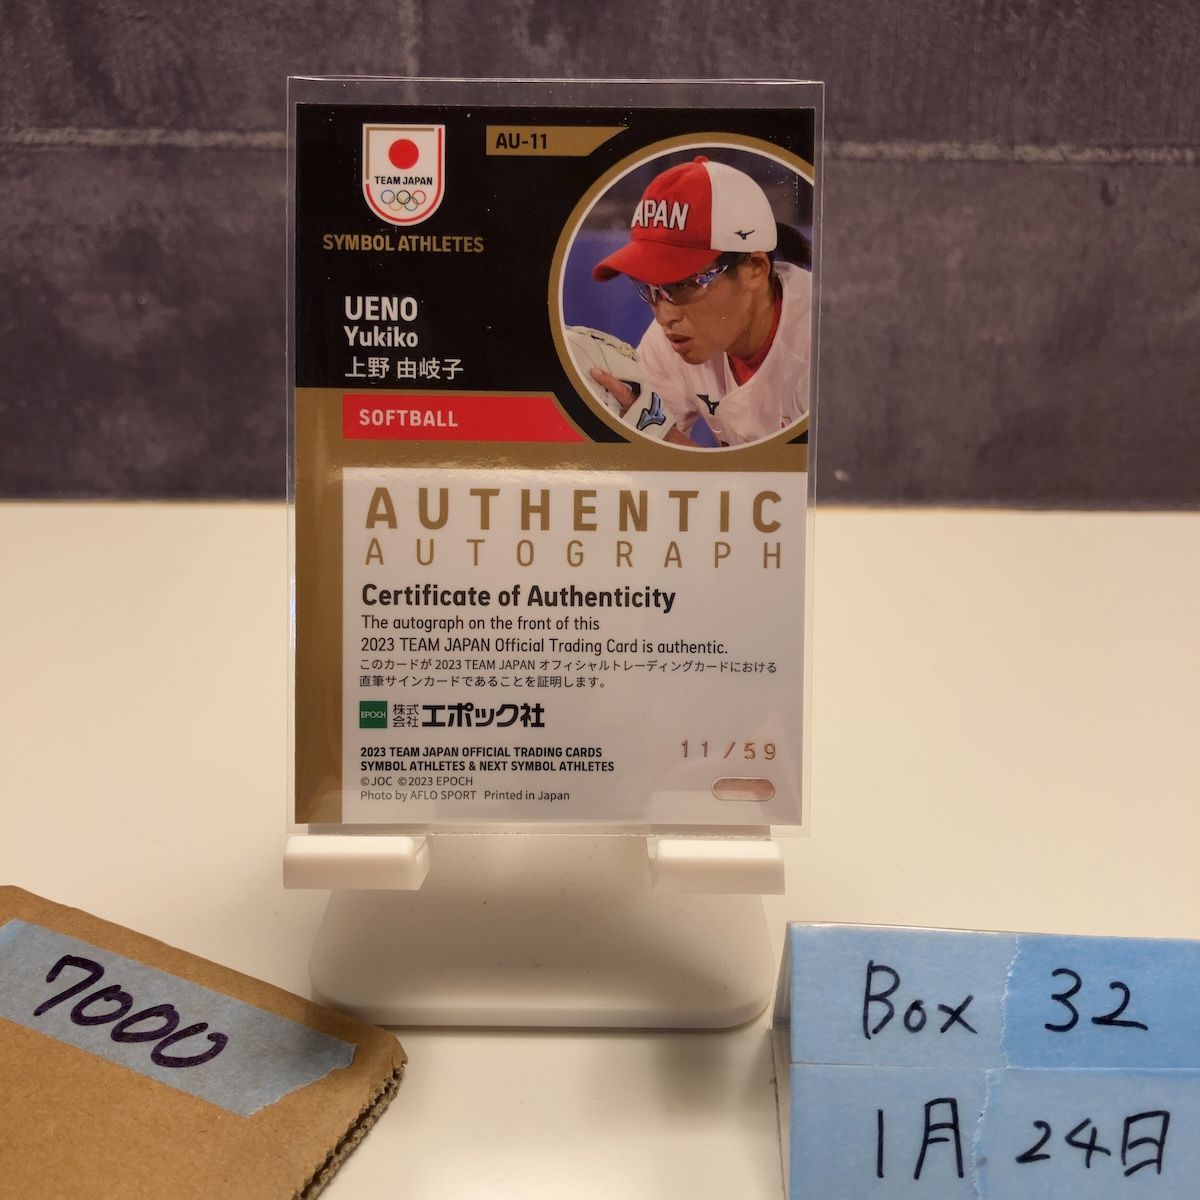 AU-11
TEAM JAPAN
SYMBOL ATHLETES
JAPAN
UENO
Yukiko
上野 由岐子
SOFTBALL
AUTHENTIC
AUTOGRAPH
Certificate of Authenticity
The autograph on the front of this
2023 TEAM JAPAN Official Trading Card is authentic.
このカードが 2023 TEAM JAPAN オフィシャルトレーディングカードにおける
直筆サインカードであることを証明します。
EPOCH 株式会社 エポック社
11/59
2023 TEAM JAPAN OFFICIAL TRADING CARDS
SYMBOL ATHLETES & NEXT SYMBOL ATHLETES
©JOC ©2023 EPOCH
Photo by AFLO SPORT Printed in Japan
7000
Box 32
1月24日